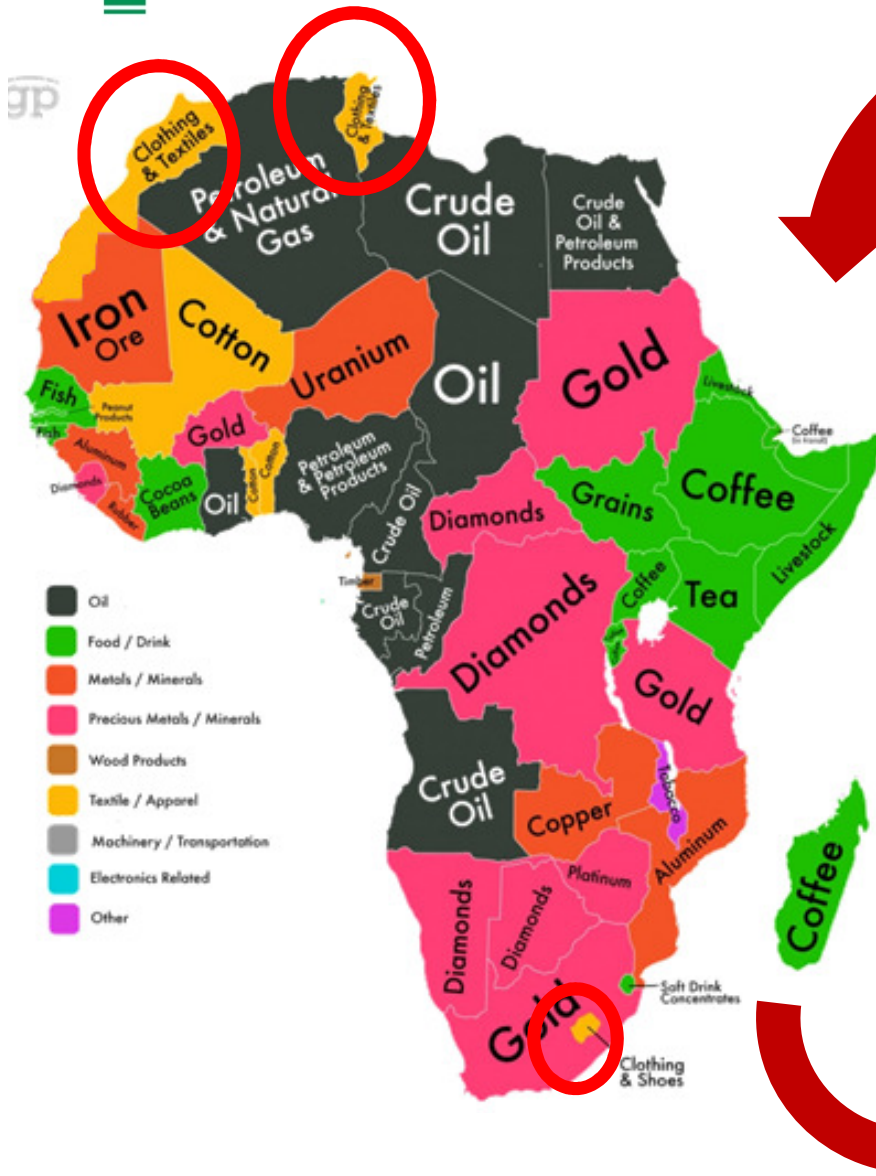 gp
Clothing
& Textiles
Clothing
& Textiles
Petroleum
& Natural
Gas
Crude
Oil
Crude
Oil &
Petroleum
Products
Iron
Ore
Cotton
Uranium
Oil
Gold
Fish
Peanut
Products
Fish
Gold
Livestock
Coffee
(in transit)
Aluminum
Diamonds
Rubber
Cocoa
Beans
Oil
Cotton
Cotton
Petroleum
& Petroleum
Products
Crude Oil
Diamonds
Grains
Coffee
Livestock
Timber
Crude
Oil
Petroleum
Diamonds
Coffee
Tea
Gold
Oil
Food / Drink
Metals / Minerals
Precious Metals / Minerals
Wood Products
Textile / Apparel
Machinery / Transportation
Electronics Related
Other
Crude
Oil
Copper
Tobacco
Aluminum
Diamonds
Diamonds
Platinum
Coffee
Gold
Soft Drink
Concentrates
Clothing
& Shoes